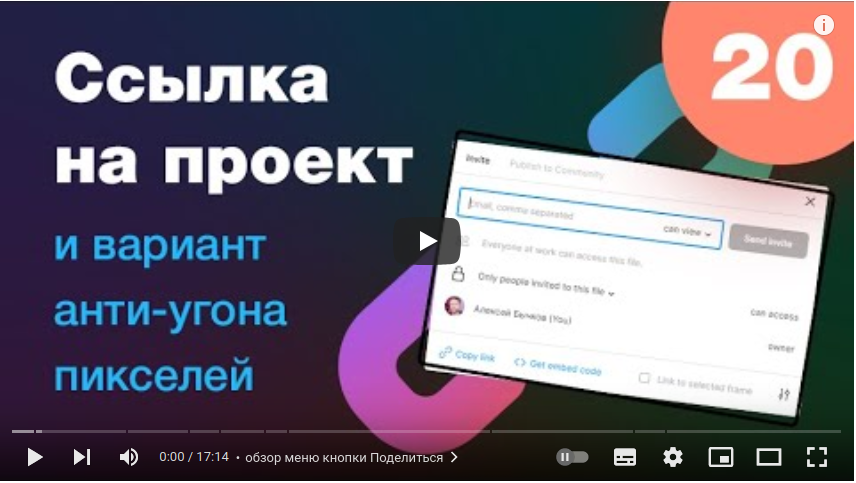 Ссылка
на проект
и вариант
анти-угона
пикселей
20
i
Invite
Publish to Community
Email, comma separated
can view
Send invite
Everyone at work can access this file.
Only people invited to this file
can access
Алексей Бычков (You)
owner
Copy link
Get embed code
Link to selected frame
0:00 / 17:14 • обзор меню кнопки Поделиться